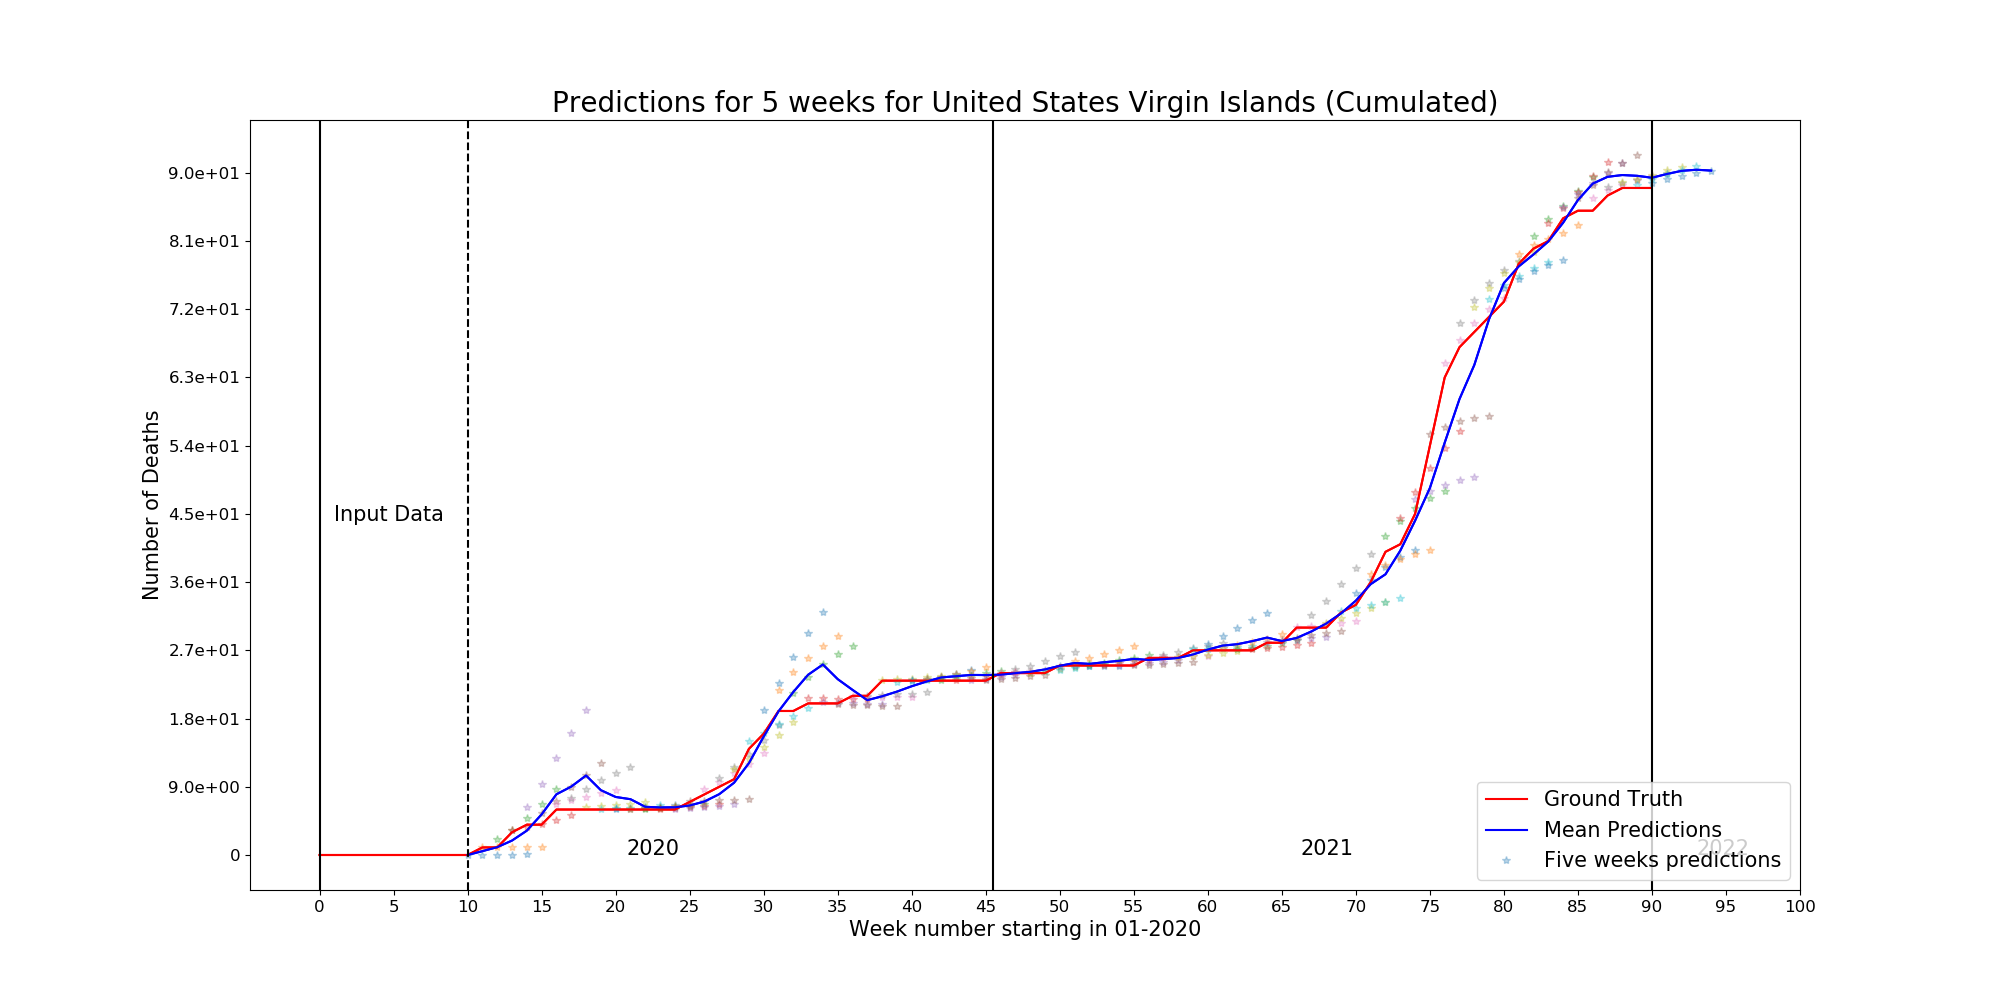 Predictions for 5 weeks for United States Virgin Islands (Cumulated)
Number of Deaths
9.0e+01
8.1e+01
7.2e+01
6.3e+01
5.4e+01
4.5e+01
3.6e+01
2.7e+01
1.8e+01
9.0e+00
0
Input Data
2020
2021
2022
Ground Truth
Mean Predictions
Five weeks predictions
0 5 10 15 20 25 30 35 40 45 50 55 60 65 70 75 80 85 90 95 100
Week number starting in 01-2020